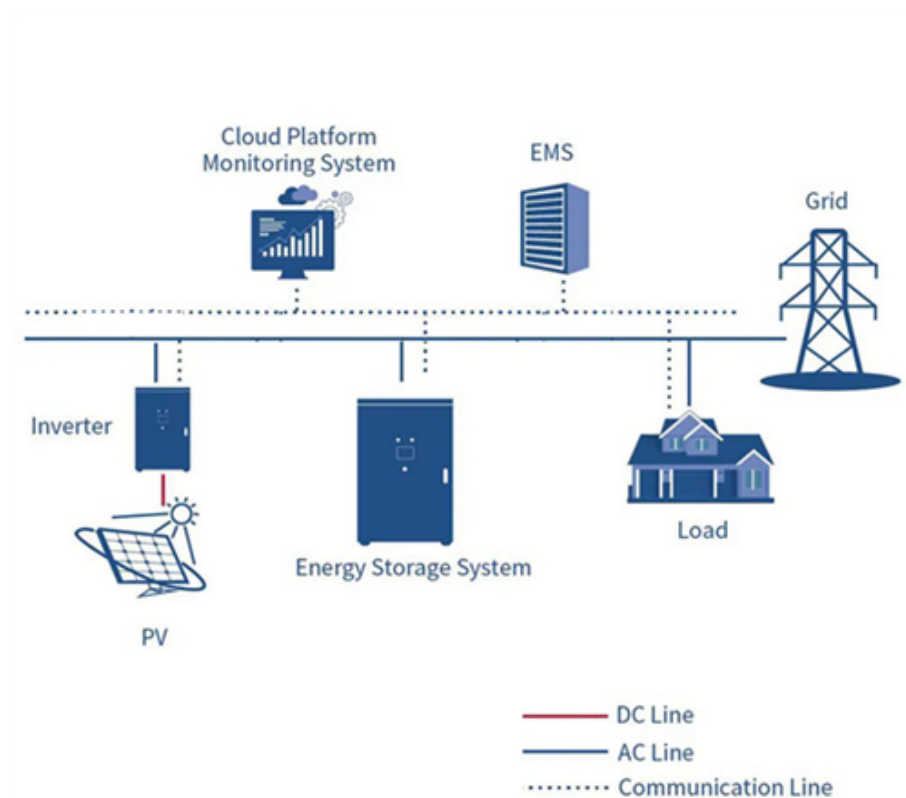 Cloud Platform
Monitoring System
EMS
Grid
Inverter
Energy Storage System
Load
PV
DC Line
AC Line
Communication Line